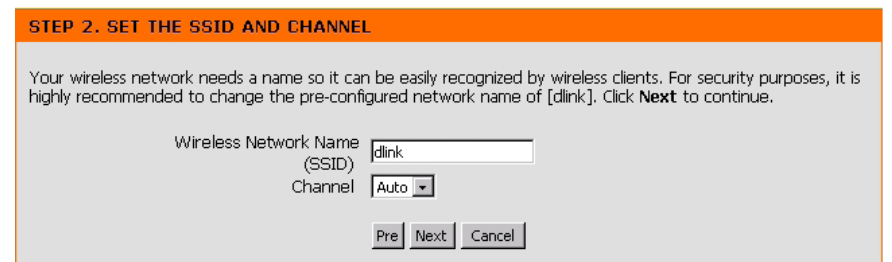 STEP 2. SET THE SSID AND CHANNEL
Your wireless network needs a name so it can be easily recognized by wireless clients. For security purposes, it is
highly recommended to change the pre-configured network name of [dlink]. Click Next to continue.
Wireless Network Name
(SSID)
dlink
Channel
Auto
Pre Next Cancel